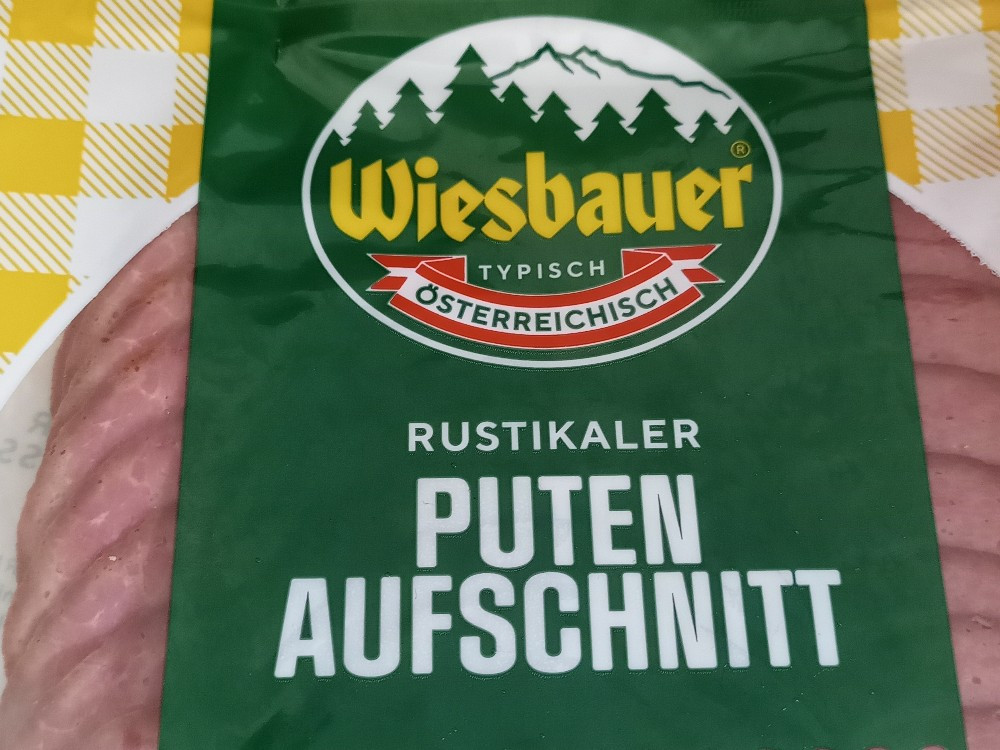 Wiesbauer®
TYPISCH
ÖSTERREICHISCH
RUSTIKALER
PUTEN
AUFSCHNITT